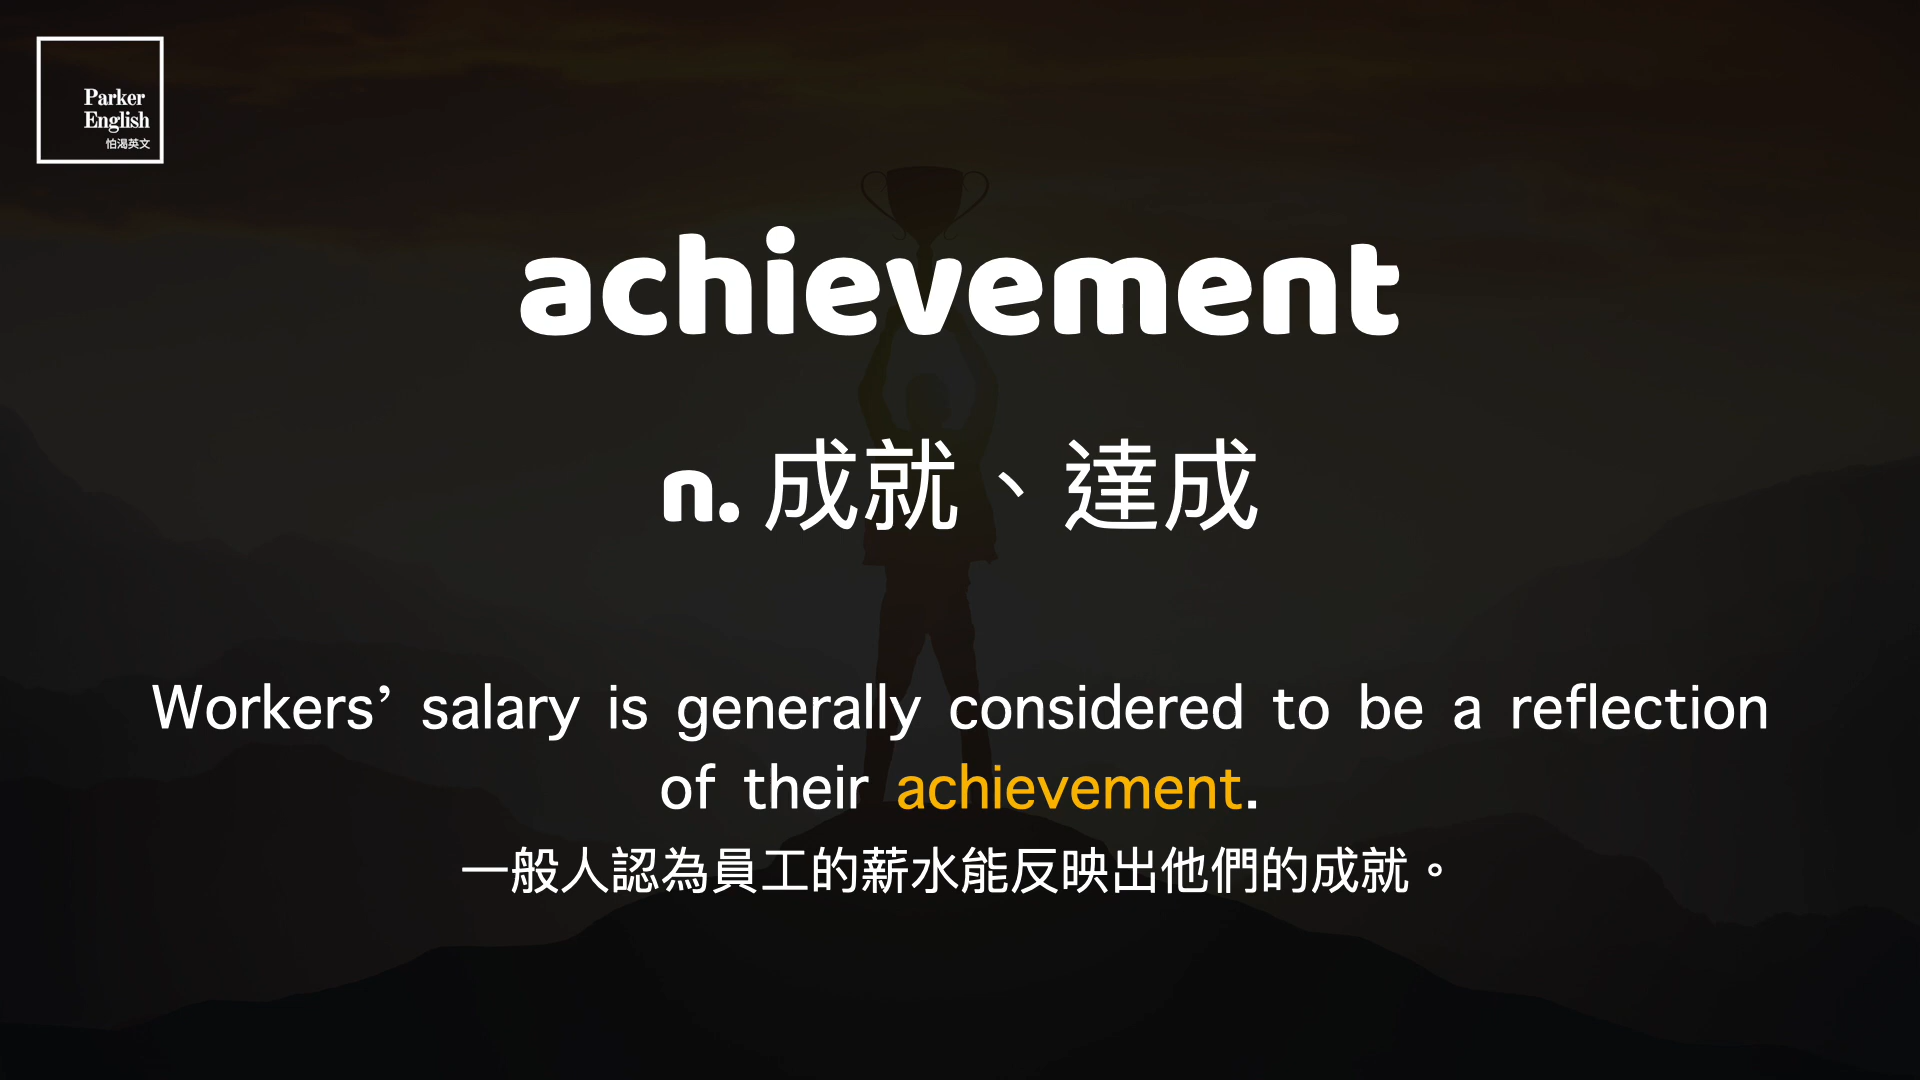 Parker
English
怕渴英文
achievement
n. 成就、達成
Workers’ salary is generally considered to be a reflection
of their achievement.
一般人認為員工的薪水能反映出他們的成就。